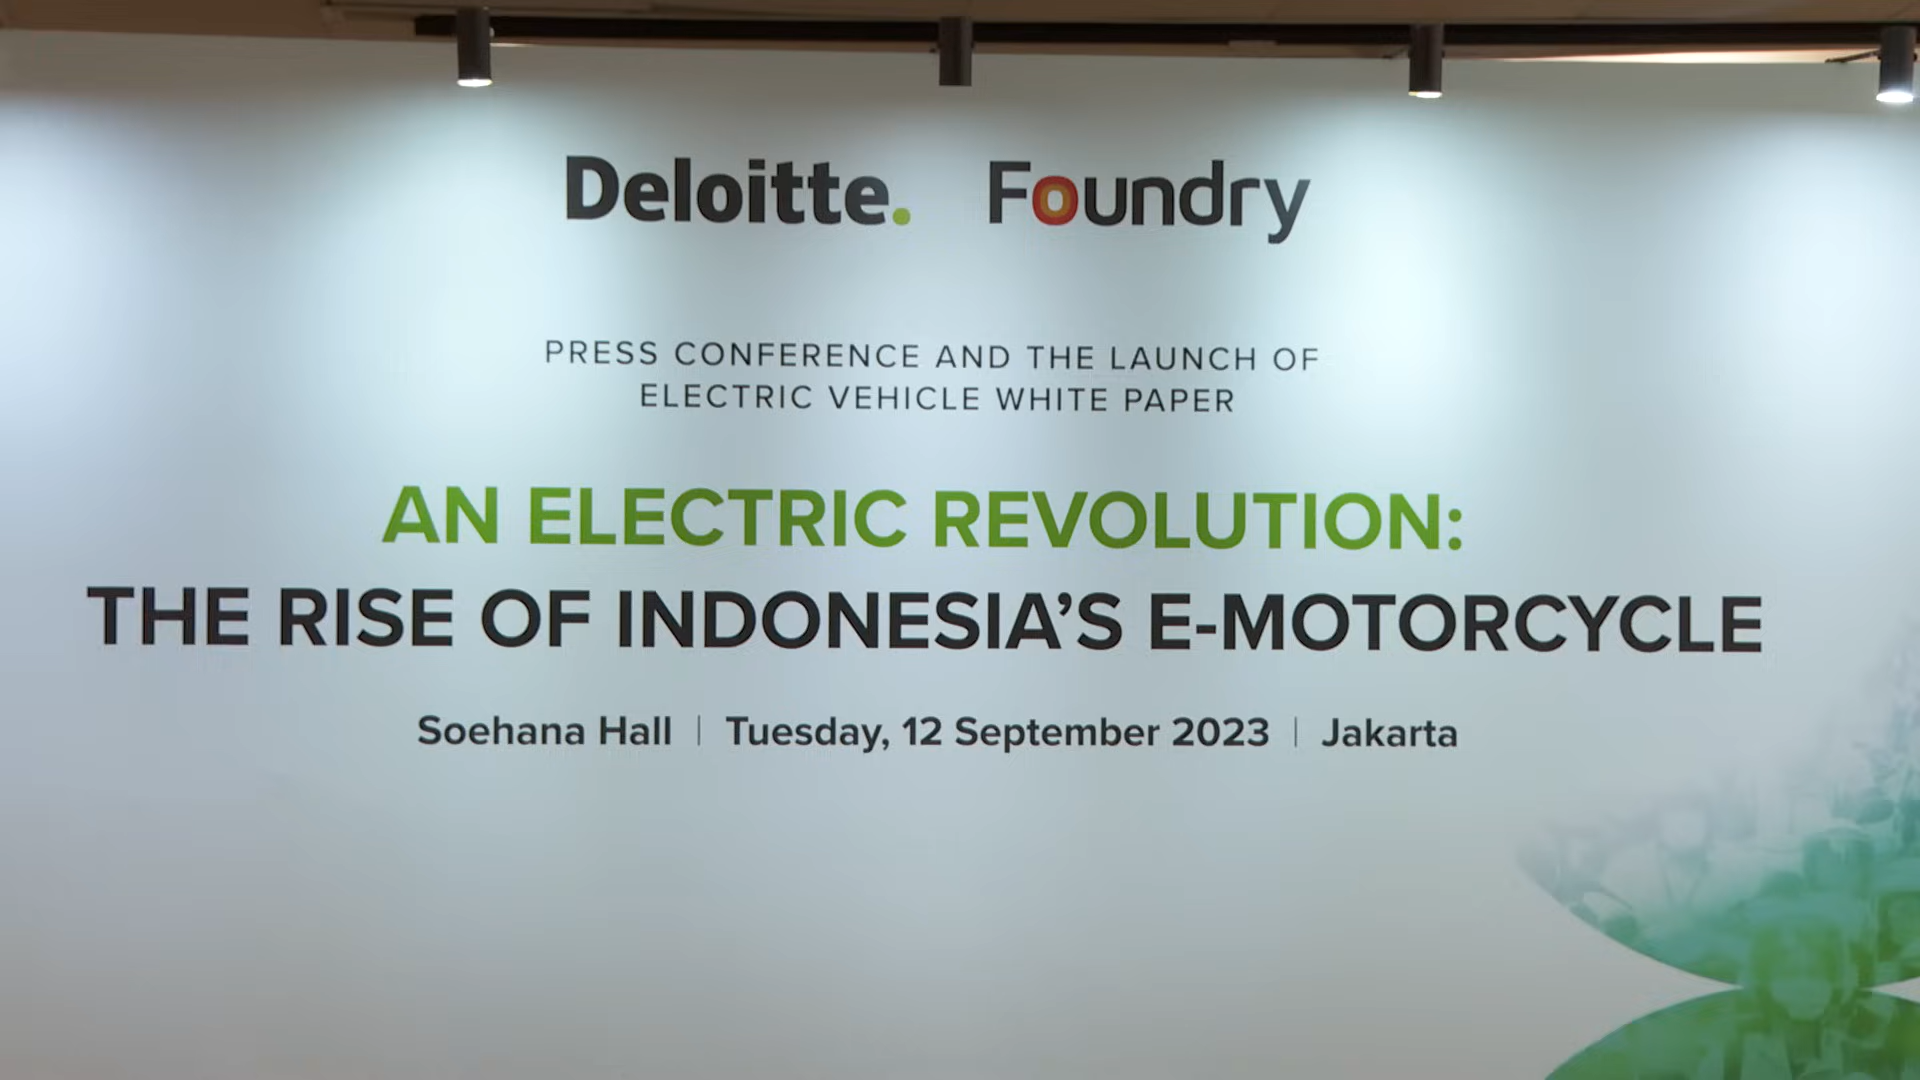 Deloitte. Foundry
PRESS CONFERENCE AND THE LAUNCH OF
ELECTRIC VEHICLE WHITE PAPER
AN ELECTRIC REVOLUTION:
THE RISE OF INDONESIA’S E-MOTORCYCLE
Soehana Hall | Tuesday, 12 September 2023 | Jakarta